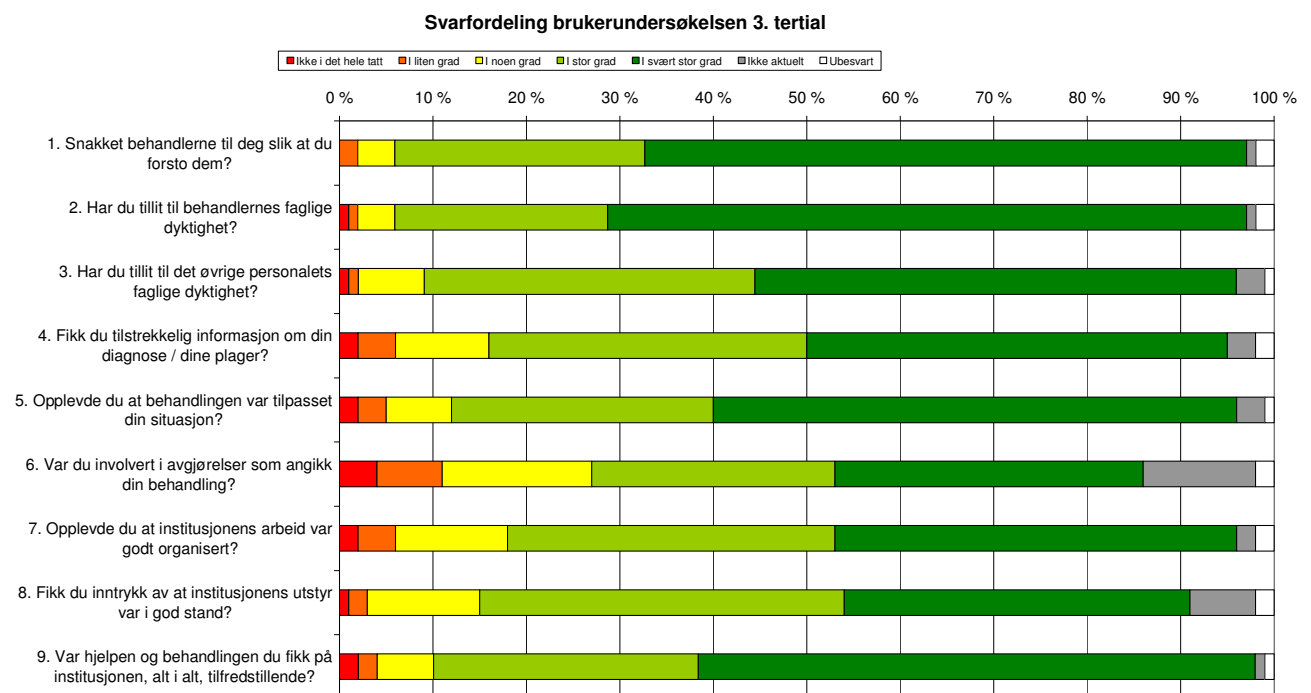 Svarfordeling brukerundersøkelsen 3. tertial
Ikke i det hele tatt I liten grad I noen grad I stor grad I svært stor grad Ikke aktuelt Ubesvart
0 % 10 % 20 % 30 % 40 % 50 % 60 % 70 % 80 % 90 % 100 %
1. Snakket behandlerne til deg slik at du
forsto dem?
2. Har du tillit til behandlernes faglige
dyktighet?
3. Har du tillit til det øvrige personalets
faglige dyktighet?
4. Fikk du tilstrekkelig informasjon om din
diagnose / dine plager?
5. Opplevde du at behandlingen var tilpasset
din situasjon?
6. Var du involvert i avgjørelser som angikk
din behandling?
7. Opplevde du at institusjonens arbeid var
godt organisert?
8. Fikk du inntrykk av at institusjonens utstyr
var i god stand?
9. Var hjelpen og behandlingen du fikk på
institusjonen, alt i alt, tilfredstillende?